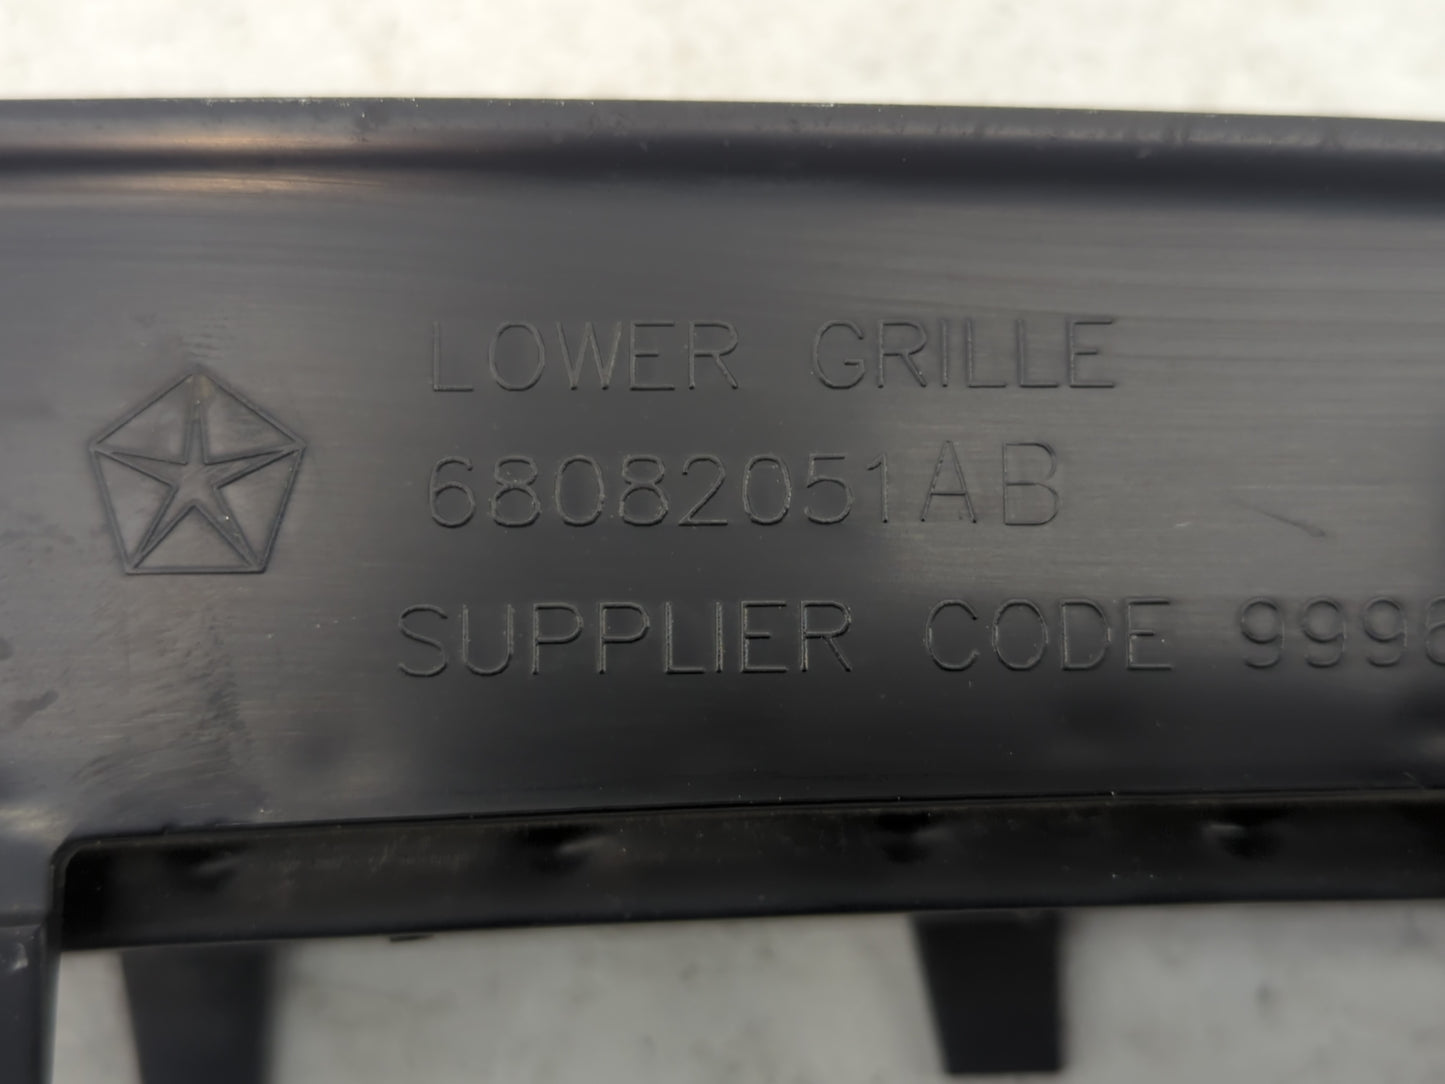 LOWER GRILLE
68082051AB
SUPPLIER CODE